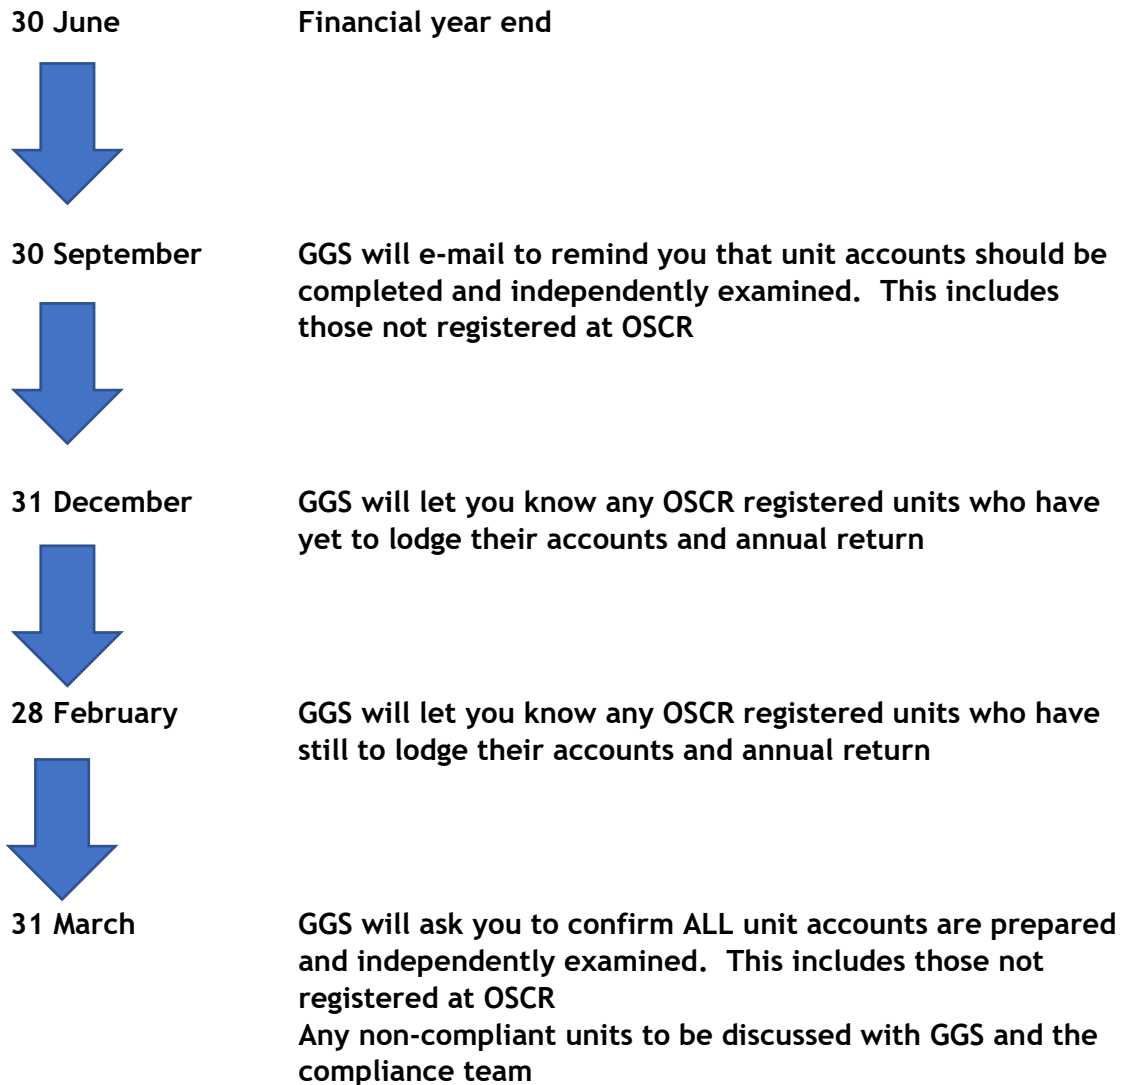 30 June Financial year end
30 September GGS will e-mail to remind you that unit accounts should be
completed and independently examined.  This includes
those not registered at OSCR
31 December GGS will let you know any OSCR registered units who have
yet to lodge their accounts and annual return
28 February GGS will let you know any OSCR registered units who have
still to lodge their accounts and annual return
31 March GGS will ask you to confirm ALL unit accounts are prepared
and independently examined.  This includes those not
registered at OSCR
Any non-compliant units to be discussed with GGS and the
compliance team